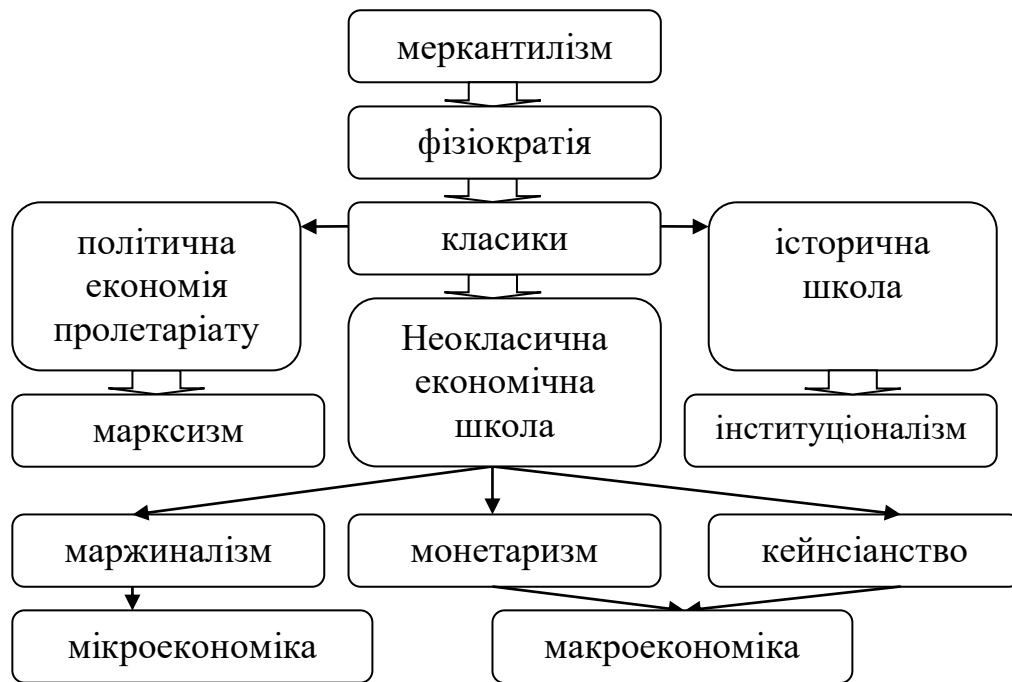 меркантилізм
фізіократія
політична
економія
пролетаріату
класики
історична
школа
Неокласична
економічна
школа
марксизм
інституціоналізм
маржиналізм
монетаризм
кейнсіанство
мікроекономіка
макроекономіка